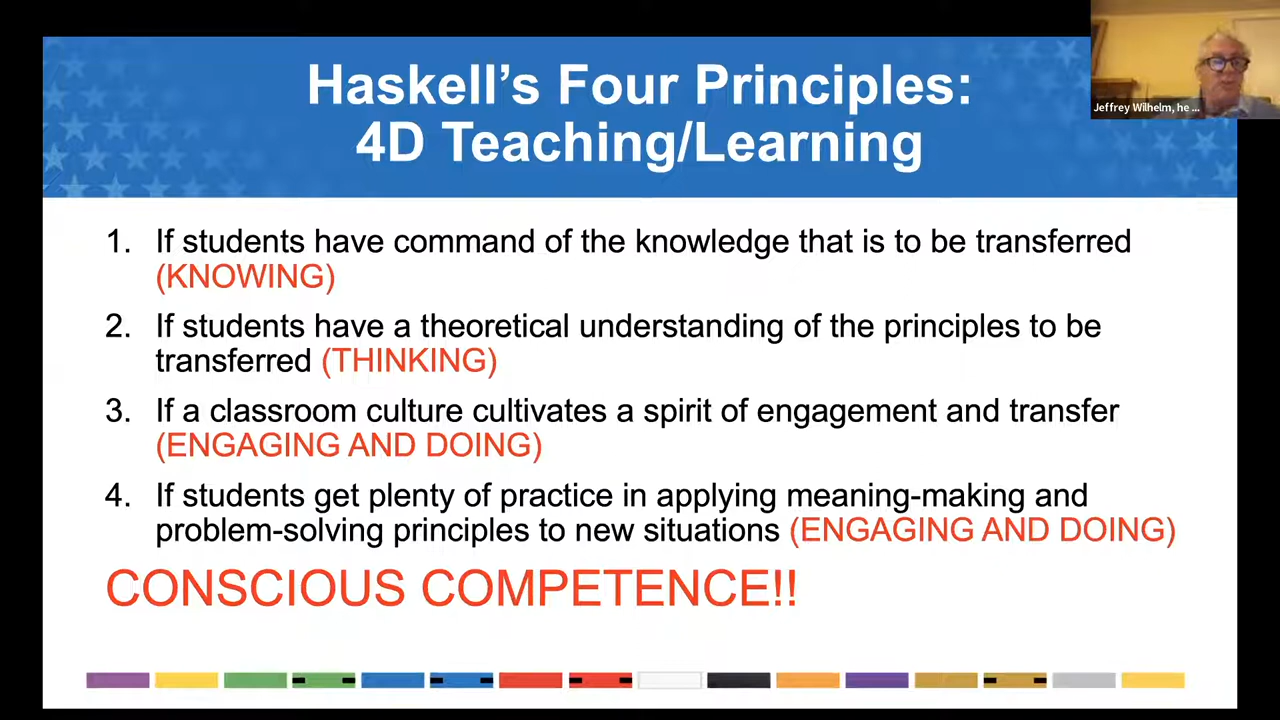 Haskell's Four Principles:
4D Teaching/Learning
Jeffrey Wilhelm, he ...
1. If students have command of the knowledge that is to be transferred
(KNOWING)
2. If students have a theoretical understanding of the principles to be
transferred (THINKING)
3. If a classroom culture cultivates a spirit of engagement and transfer
(ENGAGING AND DOING)
4. If students get plenty of practice in applying meaning-making and
problem-solving principles to new situations (ENGAGING AND DOING)
CONSCIOUS COMPETENCE!!